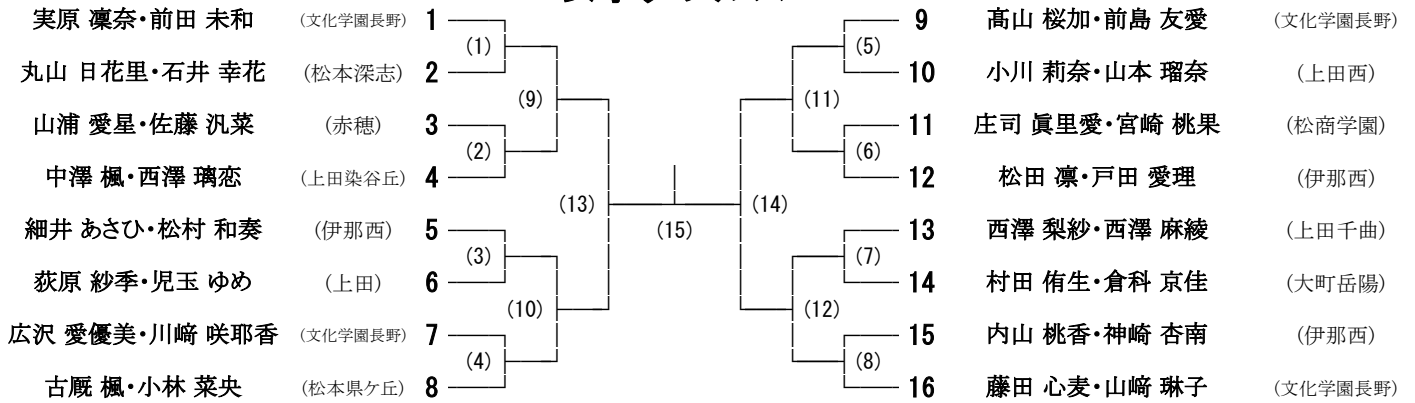 実原 凜奈・前田 未和 (文化学園長野) 1
丸山 日花里・石井 幸花 (松本深志) 2
山浦 愛星・佐藤 汎菜 (赤穂) 3
中澤 楓・西澤 璃恋 (上田染谷丘) 4
細井 あさひ・松村 和奏 (伊那西) 5
荻原 紗季・児玉 ゆめ (上田) 6
広沢 愛優美・川﨑 咲耶香 (文化学園長野) 7
古厩 楓・小林 菜央 (松本県ケ丘) 8
(1)
(2)
(3)
(4)
(9)
(10)
(13)
(15)
(14)
(11)
(12)
(5)
(6)
(7)
(8)
9 髙山 桜加・前島 友愛 (文化学園長野)
10 小川 莉奈・山本 瑠奈 (上田西)
11 庄司 眞里愛・宮崎 桃果 (松商学園)
12 松田 凛・戸田 愛理 (伊那西)
13 西澤 梨紗・西澤 麻綾 (上田千曲)
14 村田 侑生・倉科 京佳 (大町岳陽)
15 内山 桃香・神崎 杏南 (伊那西)
16 藤田 心麦・山﨑 琳子 (文化学園長野)